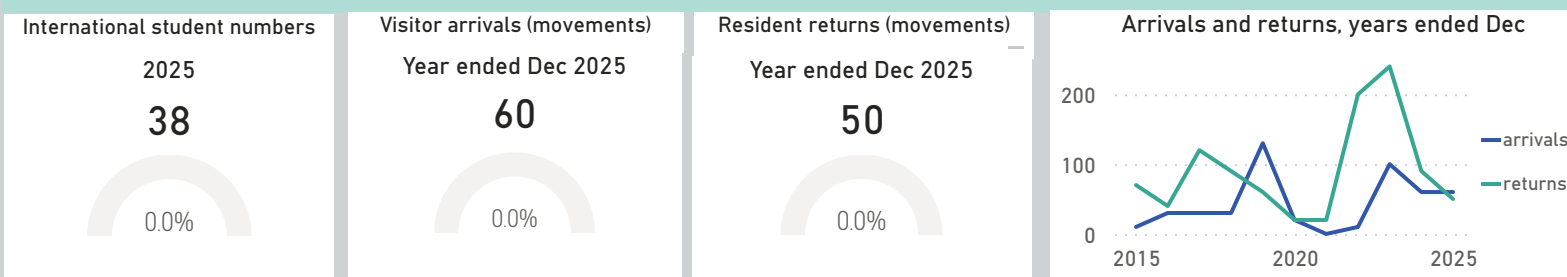 International student numbers
2025
38
0.0%
Visitor arrivals (movements)
Year ended Dec 2025
60
0.0%
Resident returns (movements)
Year ended Dec 2025
50
0.0%
Arrivals and returns, years ended Dec
200
100
0
2015
2020
2025
arrivals
returns